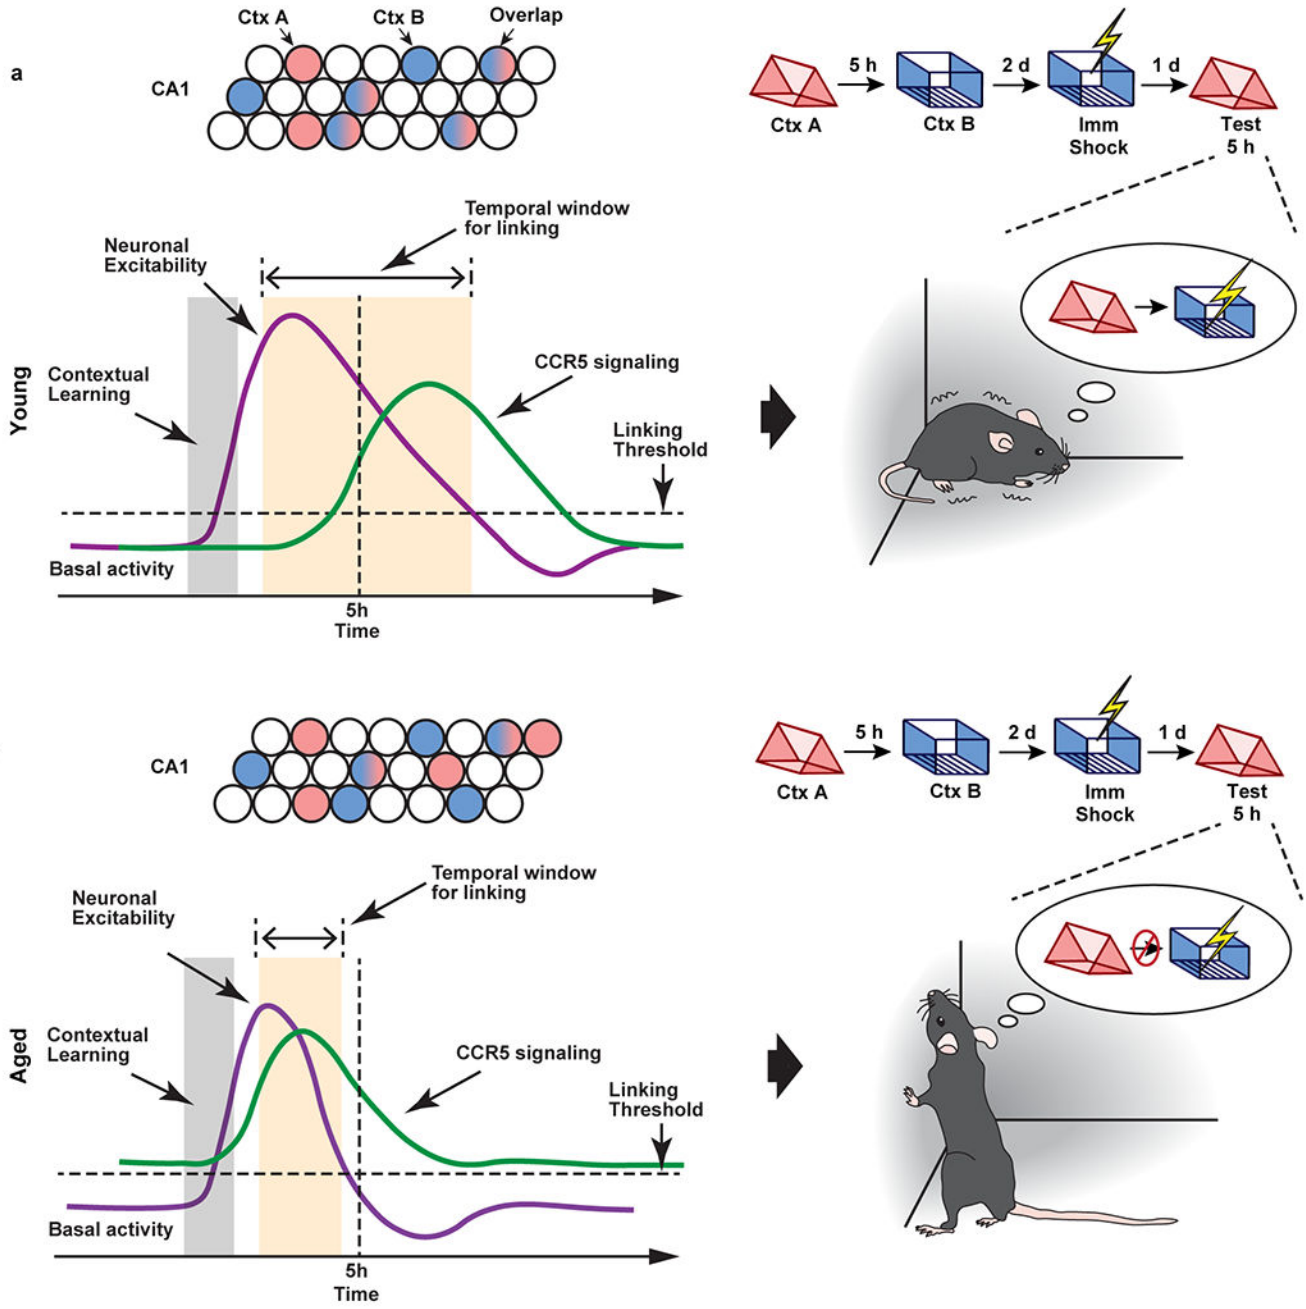 Ctx A
Ctx B
Overlap
a
CA1
5 h
2 d
1 d
Ctx A
Ctx B
Imm
Shock
Test
5 h
Temporal window
for linking
Neuronal
Excitability
Contextual
Learning
CCR5 signaling
Linking
Threshold
Young
Basal activity
5h
Time
CA1
5 h
2 d
1 d
Ctx A
Ctx B
Imm
Shock
Test
5 h
Temporal window
for linking
Neuronal
Excitability
Contextual
Learning
CCR5 signaling
Linking
Threshold
Aged
Basal activity
5h
Time